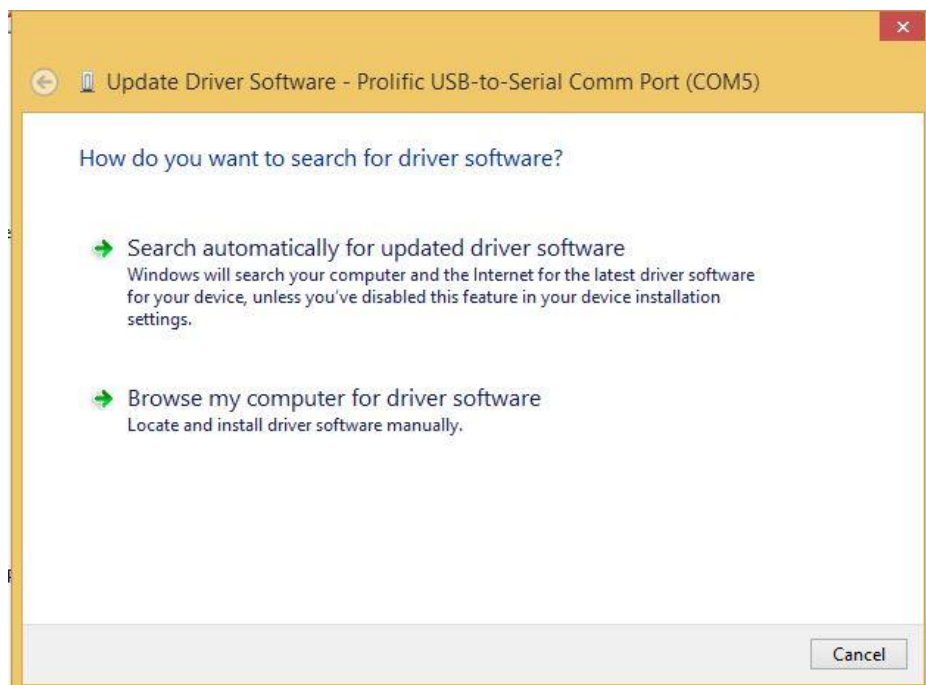 Update Driver Software - Prolific USB-to-Serial Comm Port (COM5)
How do you want to search for driver software?
Search automatically for updated driver software
Windows will search your computer and the Internet for the latest driver software
for your device, unless you've disabled this feature in your device installation
settings.
Browse my computer for driver software
Locate and install driver software manually.
Cancel